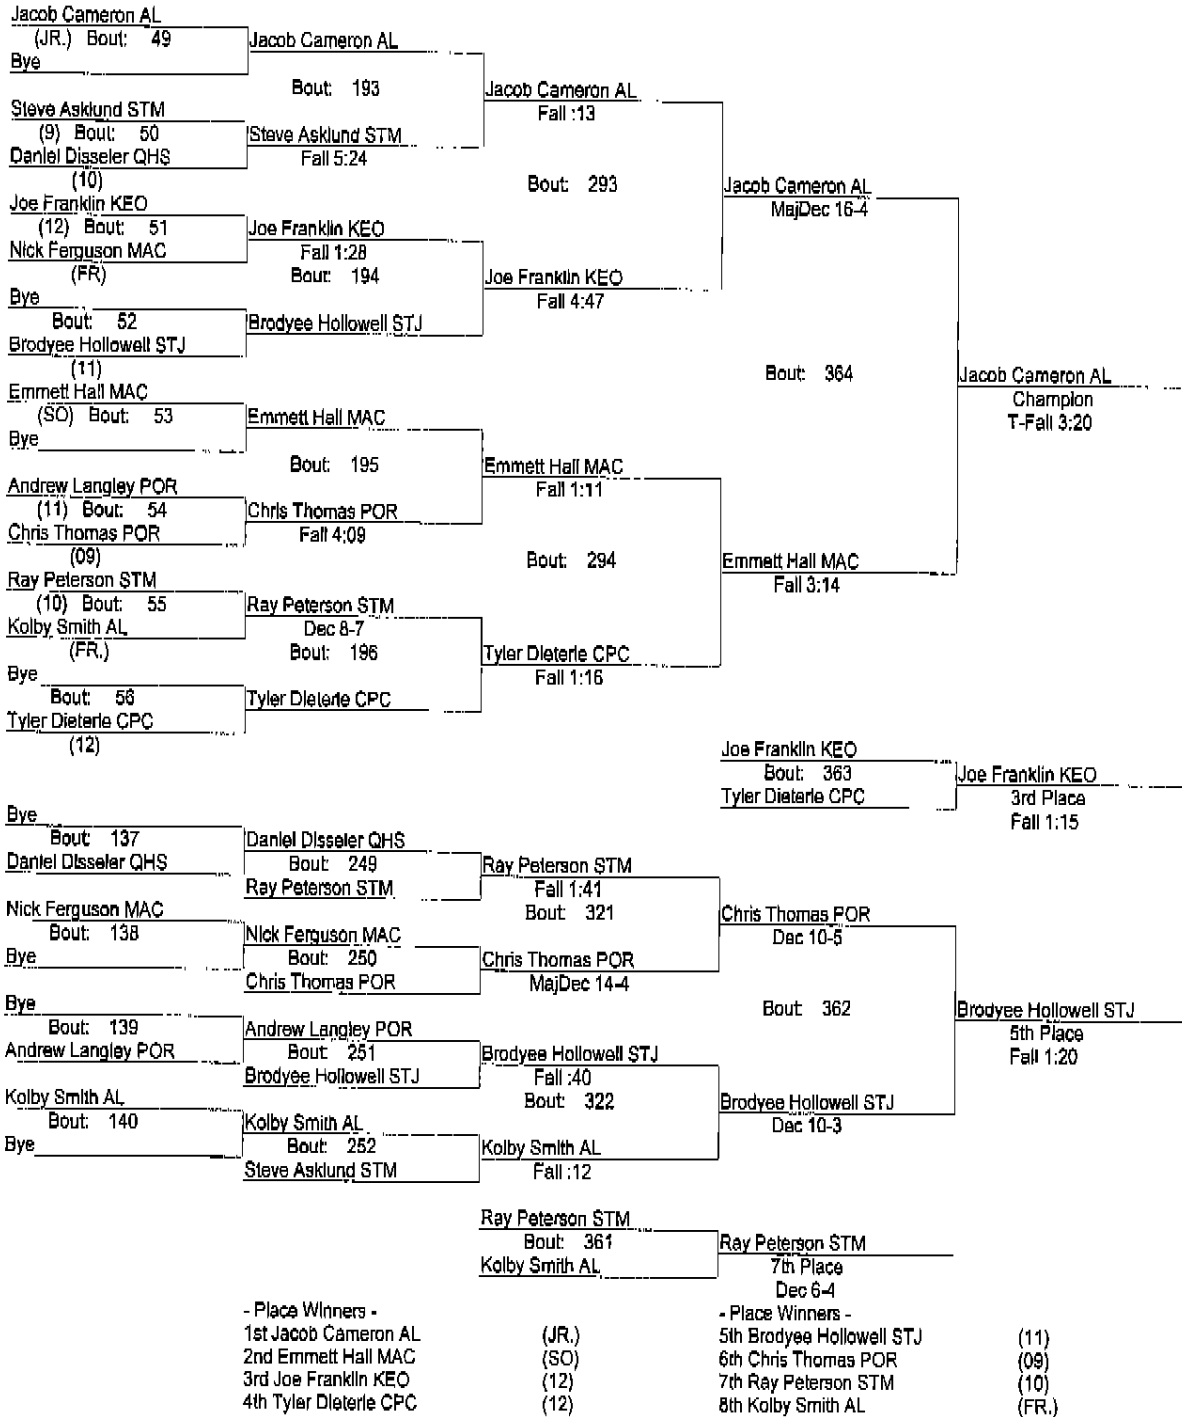 Jacob Cameron AL
(JR.) Bout: 49
Bye
Jacob Cameron AL
Bout: 193
Steve Asklund STM
(9) Bout: 50
Daniel Disseler QHS
(10)
Steve Asklund STM
Fall 5:24
Jacob Cameron AL
Fall :13
Bout: 293
Joe Franklin KEO
(12) Bout: 51
Nick Ferguson MAC
(FR)
Joe Franklin KEO
Fall 1:28
Bout: 194
Bye
Bout: 52
Brodyee Hollowell STJ
(11)
Brodyee Hollowell STJ
Joe Franklin KEO
Fall 4:47
Jacob Cameron AL
MajDec 16-4
Bout: 364
Emmett Hall MAC
(SO) Bout: 53
Bye
Emmett Hall MAC
Bout: 195
Andrew Langley POR
(11) Bout: 54
Chris Thomas POR
(09)
Chris Thomas POR
Fall 4:09
Emmett Hall MAC
Fall 1:11
Bout: 294
Ray Peterson STM
(10) Bout: 55
Kolby Smith AL
(FR.)
Ray Peterson STM
Dec 8-7
Bout: 196
Bye
Bout: 56
Tyler Dieterle CPC
(12)
Tyler Dieterle CPC
Tyler Dieterle CPC
Fall 1:16
Emmett Hall MAC
Fall 3:14
Jacob Cameron AL
Champion
T-Fall 3:20
Joe Franklin KEO
Bout: 363
Tyler Dieterle CPC
Joe Franklin KEO
3rd Place
Fall 1:15
Bye
Bout: 137
Daniel Disseler QHS
Daniel Disseler QHS
Bout: 249
Ray Peterson STM
Ray Peterson STM
Fall 1:41
Bout: 321
Nick Ferguson MAC
Bout: 138
Bye
Nick Ferguson MAC
Bout: 250
Chris Thomas POR
Chris Thomas POR
MajDec 14-4
Chris Thomas POR
Dec 10-5
Bout: 362
Bye
Bout: 139
Andrew Langley POR
Andrew Langley POR
Bout: 251
Brodyee Hollowell STJ
Brodyee Hollowell STJ
Fall :40
Bout: 322
Kolby Smith AL
Bout: 140
Bye
Kolby Smith AL
Bout: 252
Steve Asklund STM
Kolby Smith AL
Fall :12
Brodyee Hollowell STJ
Dec 10-3
Brodyee Hollowell STJ
5th Place
Fall 1:20
Ray Peterson STM
Bout: 361
Kolby Smith AL
Ray Peterson STM
7th Place
Dec 6-4
- Place Winners -
1st Jacob Cameron AL (JR.)
2nd Emmett Hall MAC (SO)
3rd Joe Franklin KEO (12)
4th Tyler Dieterle CPC (12)
- Place Winners -
5th Brodyee Hollowell STJ (11)
6th Chris Thomas POR (09)
7th Ray Peterson STM (10)
8th Kolby Smith AL (FR.)